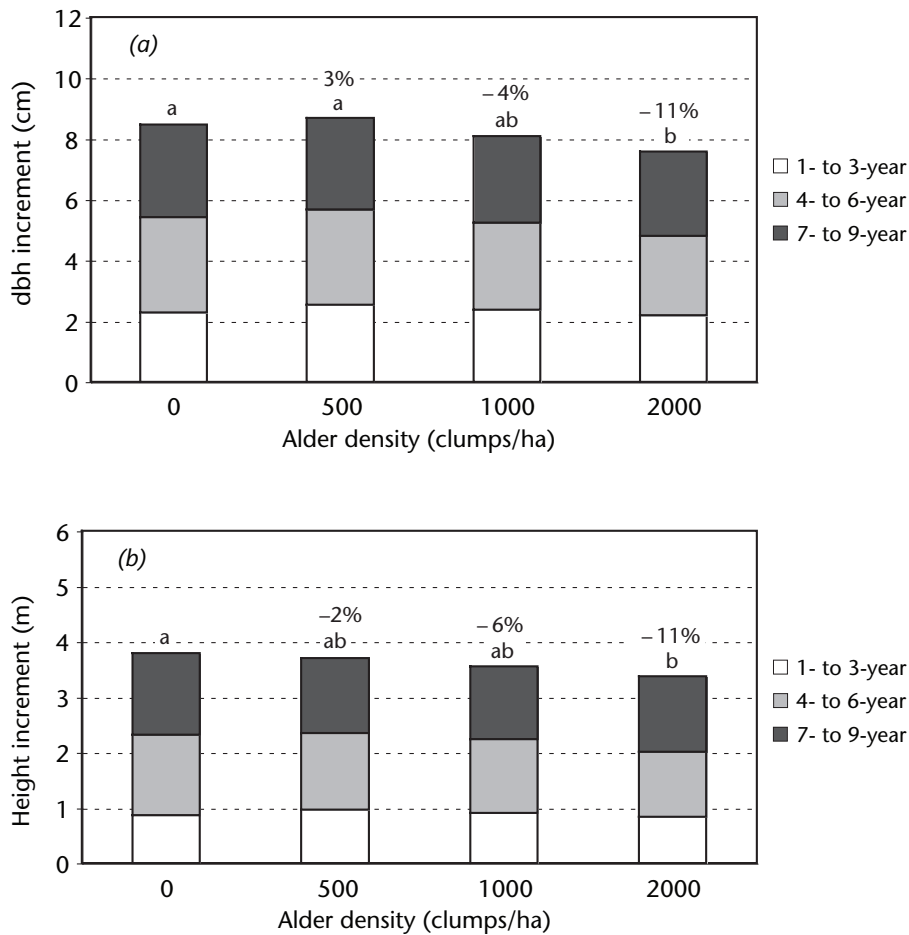 12
(a)
10
3%
a
a
–4%
ab
–11%
b
8
6
4
2
0
dbh increment (cm)
1- to 3-year
4- to 6-year
7- to 9-year
0 500 1000 2000
Alder density (clumps/ha)
6
(b)
5
4
a
–2%
ab
–6%
ab
–11%
b
3
2
1
0
Height increment (m)
1- to 3-year
4- to 6-year
7- to 9-year
0 500 1000 2000
Alder density (clumps/ha)